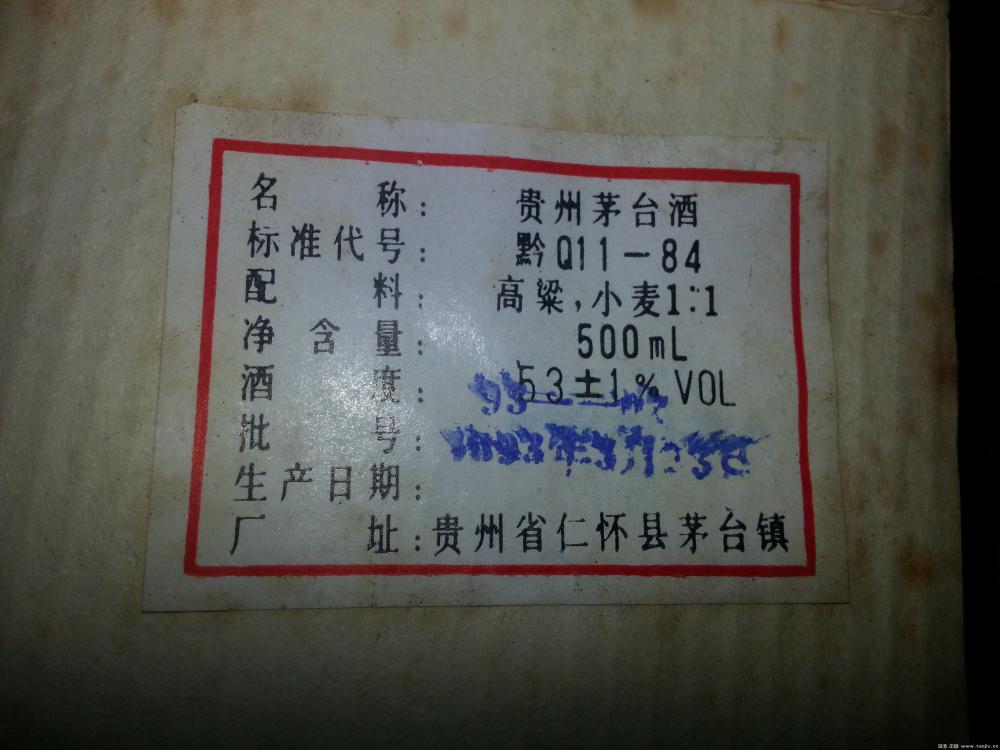 名 称： 贵州茅台酒
标准代号： 黔Q11－84
配 料： 高粱,小麦1:1
净 含 量： 500mL
酒 度： 53±1% VOL
批 号：
生产日期：
厂 址：贵州省仁怀县茅台镇